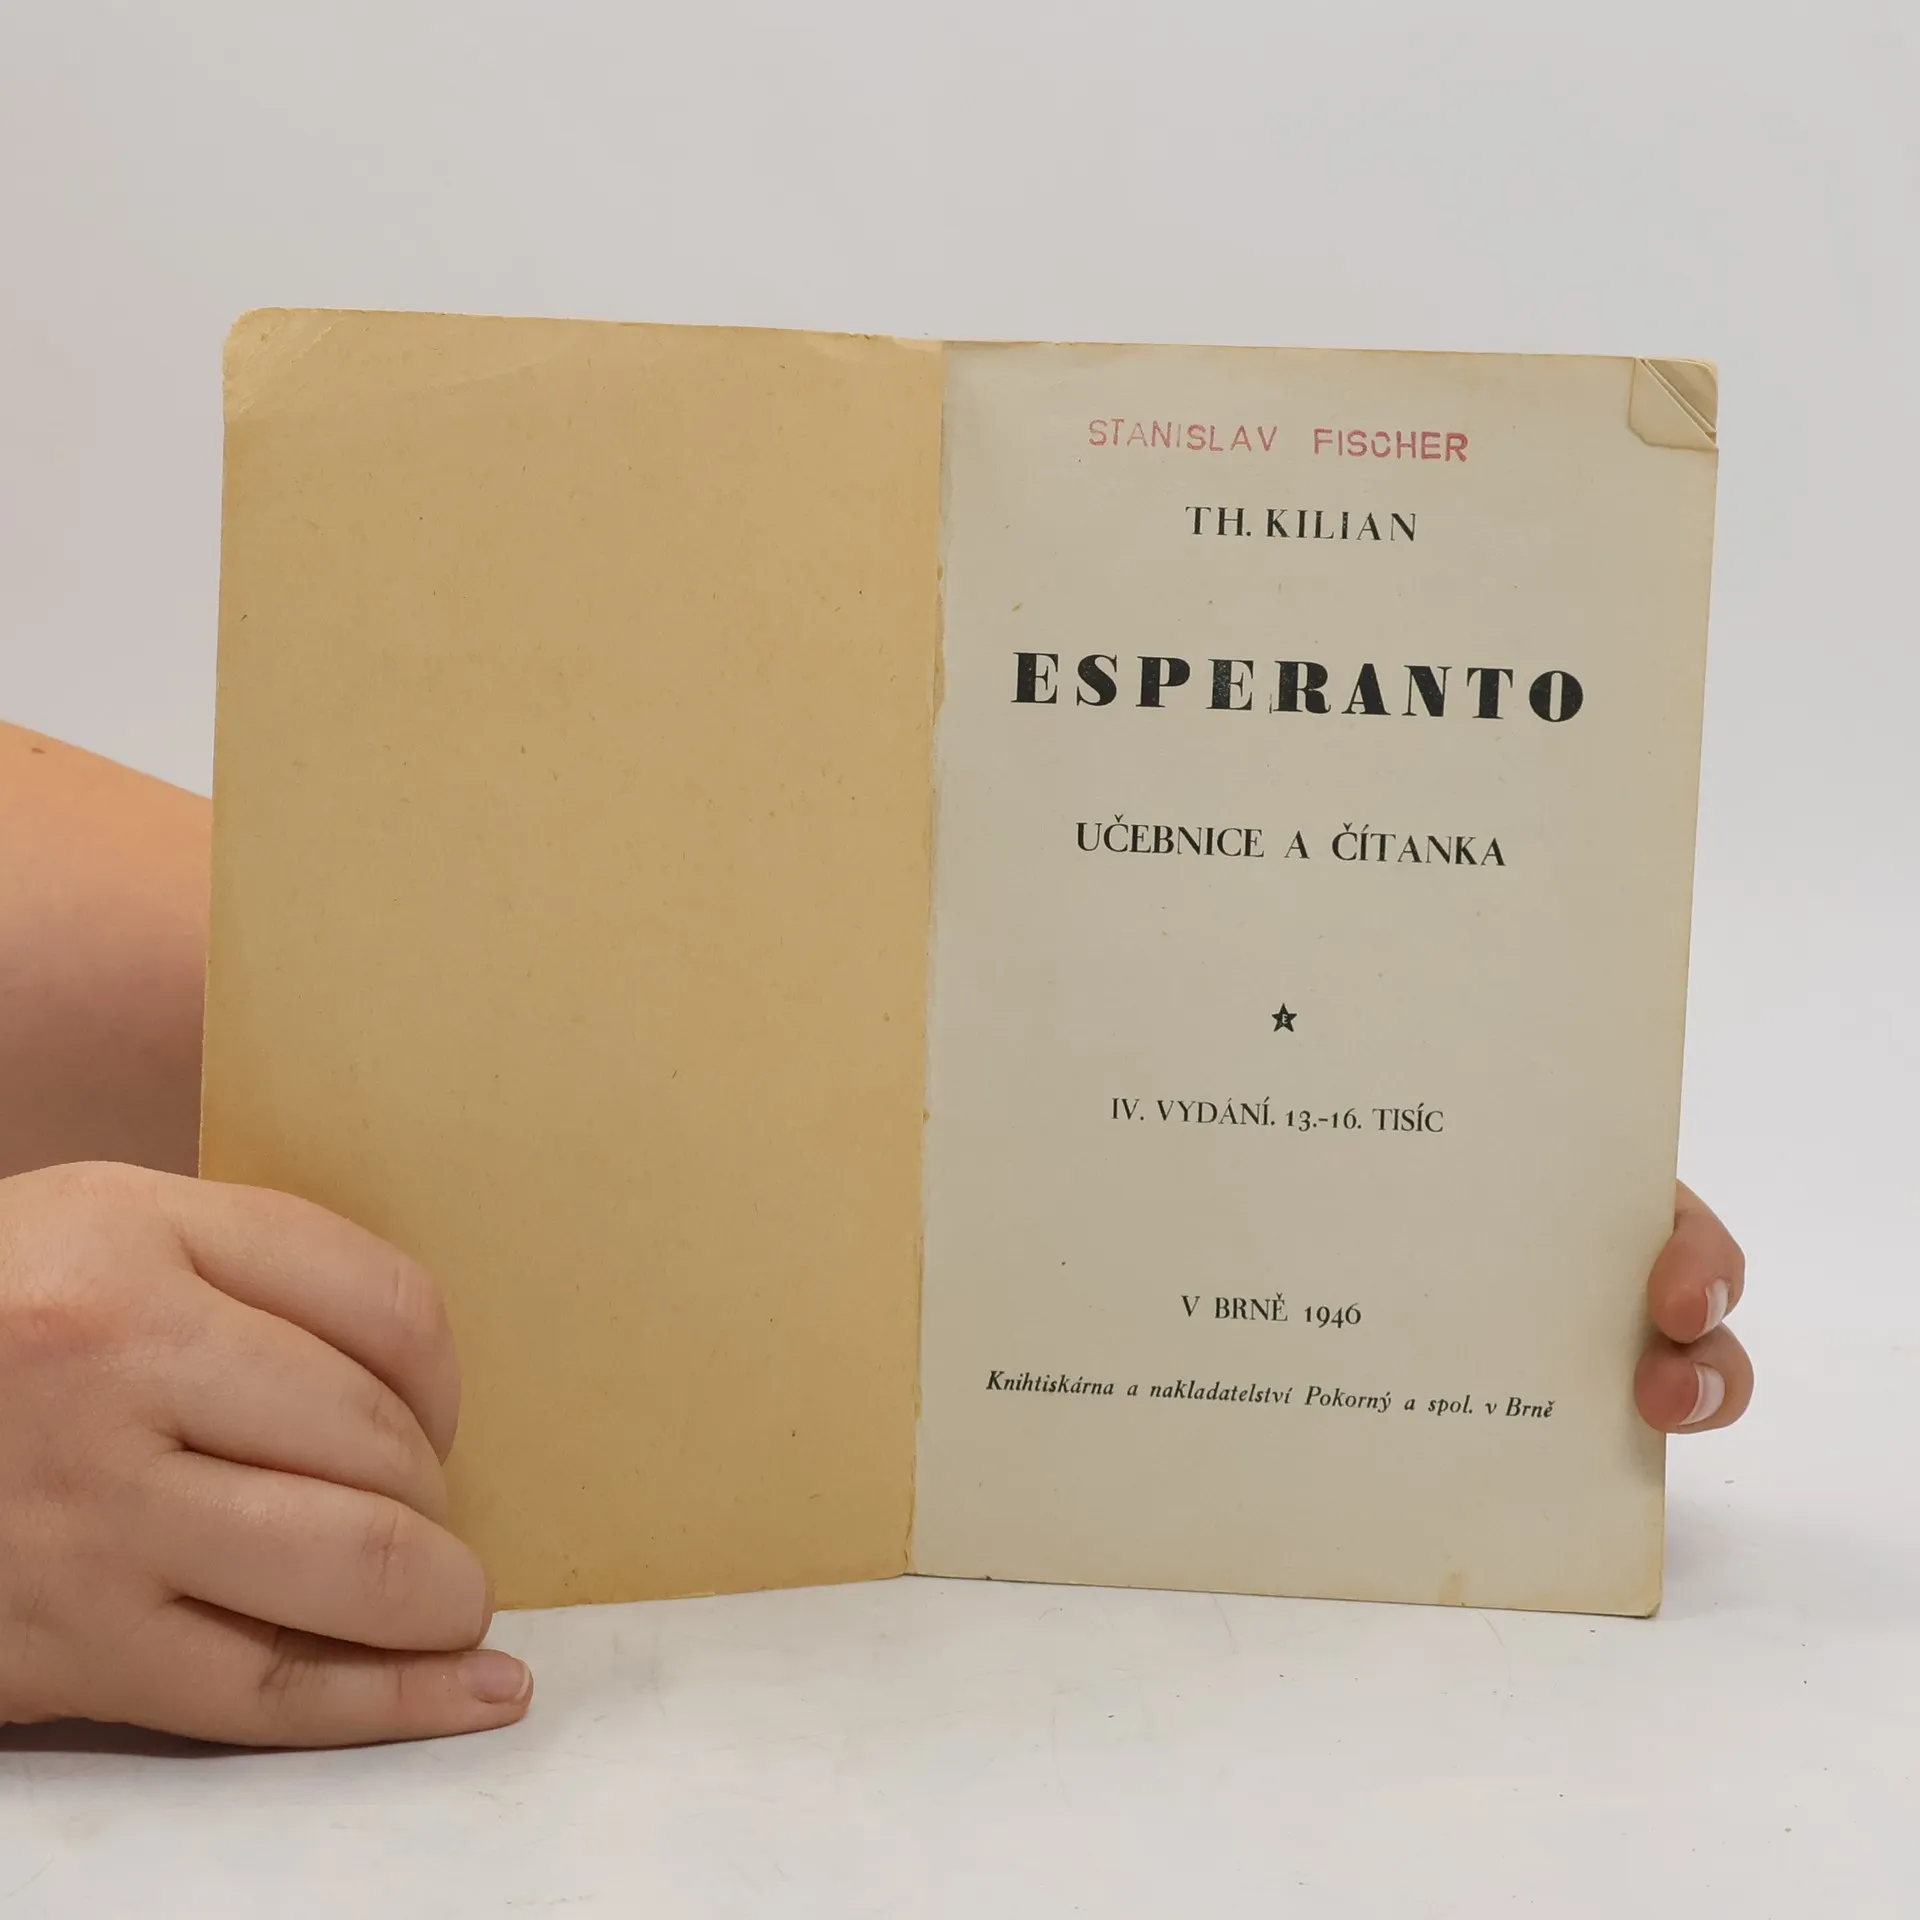 STANISLAV FISCHER
TH. KILIAN
ESPERANTO
UČEBNICE A ČÍTANKA
E
IV. VYDÁNÍ. 13.-16. TISÍC
V BRNĚ 1946
Knihtiskárna a nakladatelství Pokorný a spol. v Brně